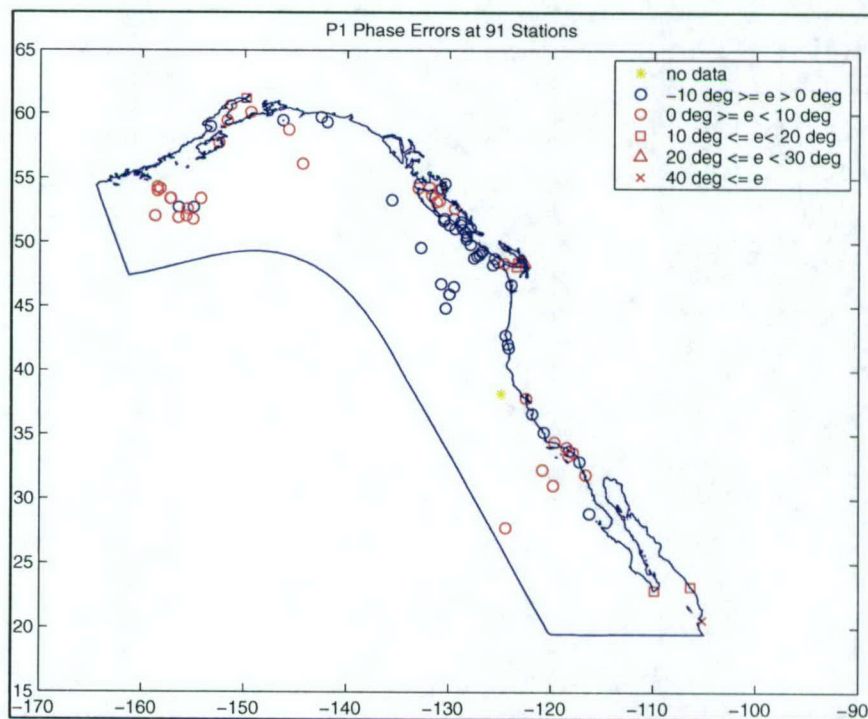 P1 Phase Errors at 91 Stations
no data
−10 deg >= e > 0 deg
0 deg >= e < 10 deg
10 deg <= e< 20 deg
20 deg <= e < 30 deg
40 deg <= e
65
60
55
50
45
40
35
30
25
20
15
−170
−160
−150
−140
−130
−120
−110
−100
−90